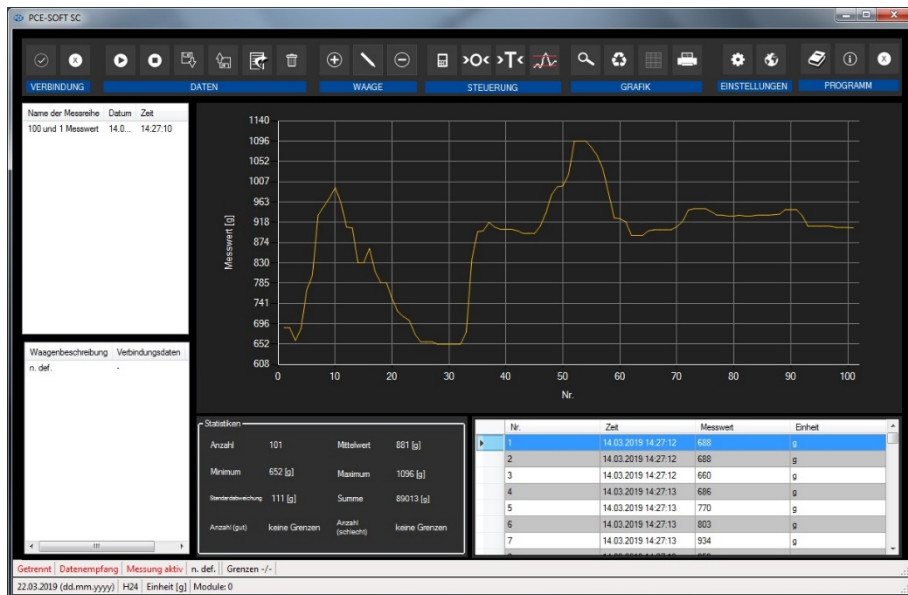 PCE-SOFT SC
>O< >T<
VERBINDUNG DATEN WAAGE STEUERUNG GRAFIK EINSTELLUNGEN PROGRAMM
Name der Messreihe Datum Zeit
100 und 1 Messwert 14.0... 14:27:10
Waagenbeschreibung Verbindungsdaten
n. def. -
Messwert [g]
1140
1096
1052
1007
963
918
874
830
785
741
696
652
608
0 10 20 30 40 50 60 70 80 90 100
Nr.
Statistiken
Anzahl 101 Mittelwert 881 [g]
Minimum 652 [g] Maximum 1096 [g]
Standardabweichung 111 [g] Summe 89013 [g]
Anzahl (gut) keine Grenzen Anzahl (schlecht) keine Grenzen
Nr. Zeit Messwert Einheit
1 14.03.2019 14:27:12 688 g
2 14.03.2019 14:27:12 688 g
3 14.03.2019 14:27:12 660 g
4 14.03.2019 14:27:13 686 g
5 14.03.2019 14:27:13 770 g
6 14.03.2019 14:27:13 803 g
7 14.03.2019 14:27:13 934 g
Getrennt Datenempfang Messung aktiv n. def. Grenzen -/-
22.03.2019 (dd.mm.yyyy) H24 Einheit [g] Module: 0